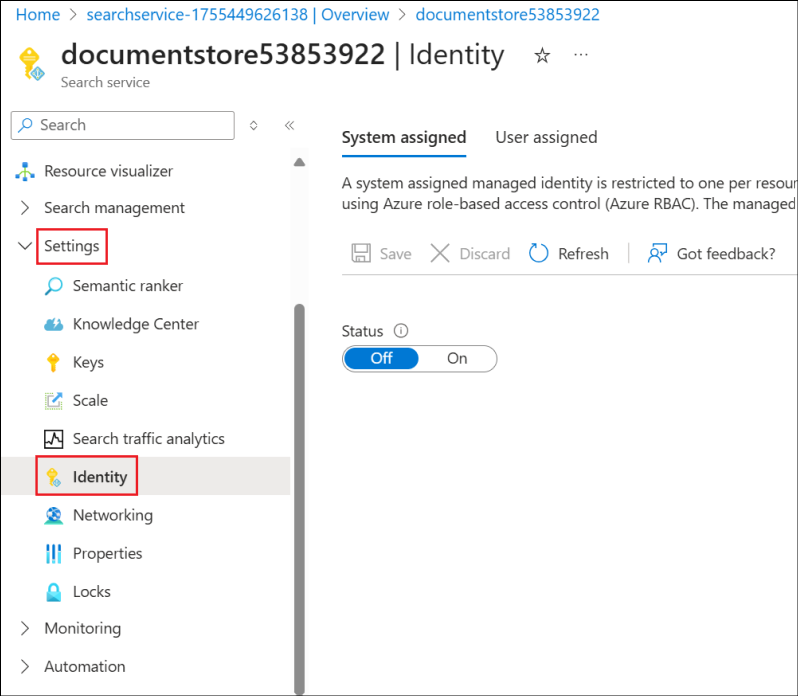 Home > searchservice-1755449626138 | Overview > documentstore53853922
documentstore53853922 | Identity
Search service
Search
Resource visualizer
Search management
Settings
Semantic ranker
Knowledge Center
Keys
Scale
Search traffic analytics
Identity
Networking
Properties
Locks
Monitoring
Automation
System assigned User assigned
A system assigned managed identity is restricted to one per resour
using Azure role-based access control (Azure RBAC). The managed
Save Discard Refresh Got feedback?
Status
Off On